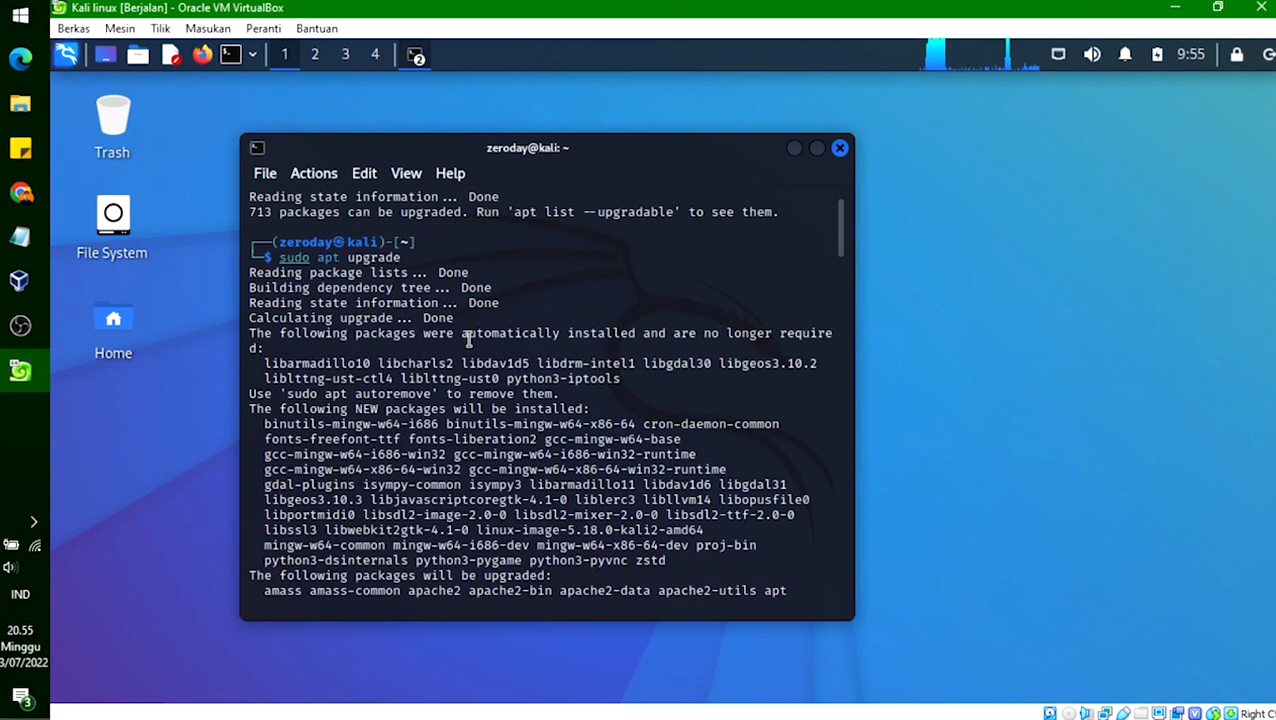 Kali linux [Berjalan] - Oracle VM VirtualBox
Berkas Mesin Tilik Masukan Peranti Bantuan
1 2 3 4 2 9:55
Trash
File System
Home
zeroday@kali: ~
File Actions Edit View Help
Reading state information... Done
713 packages can be upgraded. Run 'apt list --upgradable' to see them.
┌──(zeroday㉿kali)-[~]
└─$ sudo apt upgrade
Reading package lists... Done
Building dependency tree... Done
Reading state information... Done
Calculating upgrade... Done
The following packages were automatically installed and are no longer require
d:
libarmadillo10 libcharls2 libdav1d5 libdrm-intel1 libgdal30 libgeos3.10.2
liblttng-ust-ctl4 liblttng-ust0 python3-iptools
Use 'sudo apt autoremove' to remove them.
The following NEW packages will be installed:
binutils-mingw-w64-i686 binutils-mingw-w64-x86-64 cron-daemon-common
fonts-freefont-ttf fonts-liberation2 gcc-mingw-w64-base
gcc-mingw-w64-i686-win32 gcc-mingw-w64-i686-win32-runtime
gcc-mingw-w64-x86-64-win32 gcc-mingw-w64-x86-64-win32-runtime
gdal-plugins isympy-common isympy3 libarmadillo11 libdav1d6 libgdal31
libgeos3.10.3 libjavascriptcoregtk-4.1-0 liblerc3 libllvm14 libopusfile0
libportmidi0 libsdl2-image-2.0-0 libsdl2-mixer-2.0-0 libsdl2-ttf-2.0-0
libssl3 libwebkit2gtk-4.1-0 linux-image-5.18.0-kali2-amd64
mingw-w64-common mingw-w64-i686-dev mingw-w64-x86-64-dev proj-bin
python3-dsinternals python3-pygame python3-pyvnc zstd
The following packages will be upgraded:
amass amass-common apache2 apache2-bin apache2-data apache2-utils apt
IND
20.55
Minggu
3/07/2022
3
Right C